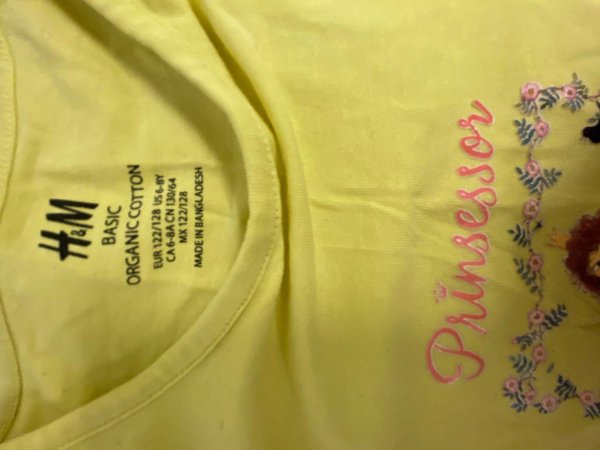 H&M
BASIC
ORGANIC COTTON
EUR 122/128 US 6-8Y
CA 6-8A CN 130/64
MX 122/128
MADE IN BANGLADESH
Prinsessor